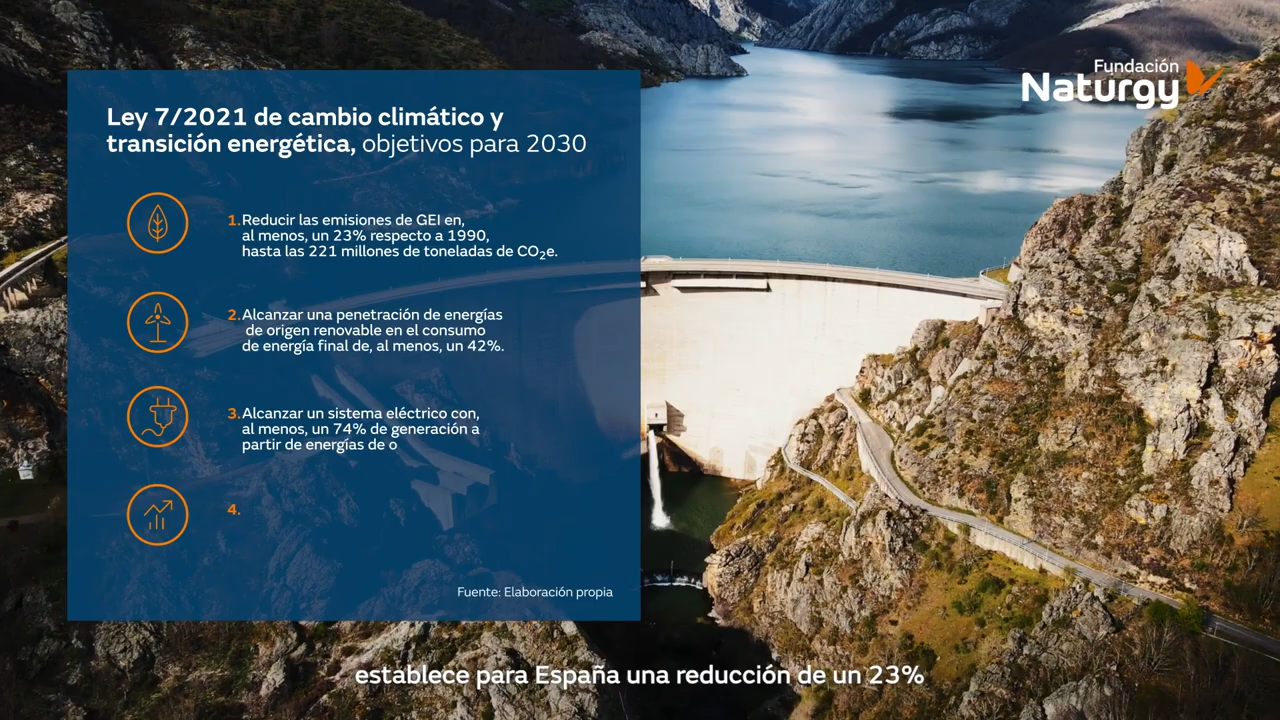 Fundación
Naturgy
Ley 7/2021 de cambio climático y
transición energética, objetivos para 2030
1. Reducir las emisiones de GEI en,
al menos, un 23% respecto a 1990,
hasta las 221 millones de toneladas de CO₂e.
2. Alcanzar una penetración de energías
de origen renovable en el consumo
de energía final de, al menos, un 42%.
3. Alcanzar un sistema eléctrico con,
al menos, un 74% de generación a
partir de energías de o
4.
Fuente: Elaboración propia
establece para España una reducción de un 23%